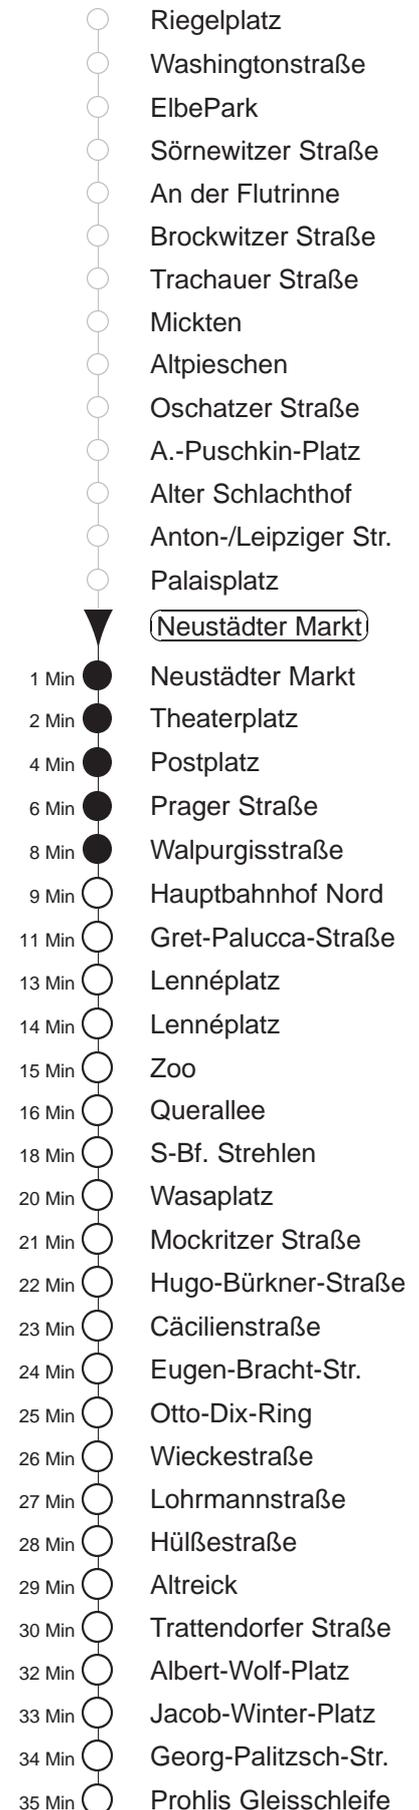 Riegelplatz
Washingtonstraße
ElbePark
Sörnewitzer Straße
An der Flutrinne
Brockwitzer Straße
Trachauer Straße
Mickten
Altpieschen
Oschatzer Straße
A.-Puschkin-Platz
Alter Schlachthof
Anton-/Leipziger Str.
Palaisplatz
Neustädter Markt
1 Min Neustädter Markt
2 Min Theaterplatz
4 Min Postplatz
6 Min Prager Straße
8 Min Walpurgisstraße
9 Min Hauptbahnhof Nord
11 Min Gret-Palucca-Straße
13 Min Lennéplatz
14 Min Lennéplatz
15 Min Zoo
16 Min Querallee
18 Min S-Bf. Strehlen
20 Min Wasaplatz
21 Min Mockritzer Straße
22 Min Hugo-Bürkner-Straße
23 Min Cäcilienstraße
24 Min Eugen-Bracht-Str.
25 Min Otto-Dix-Ring
26 Min Wieckestraße
27 Min Lohrmannstraße
28 Min Hülßestraße
29 Min Altreick
30 Min Trattendorfer Straße
32 Min Albert-Wolf-Platz
33 Min Jacob-Winter-Platz
34 Min Georg-Palitzsch-Str.
35 Min Prohlis Gleisschleife